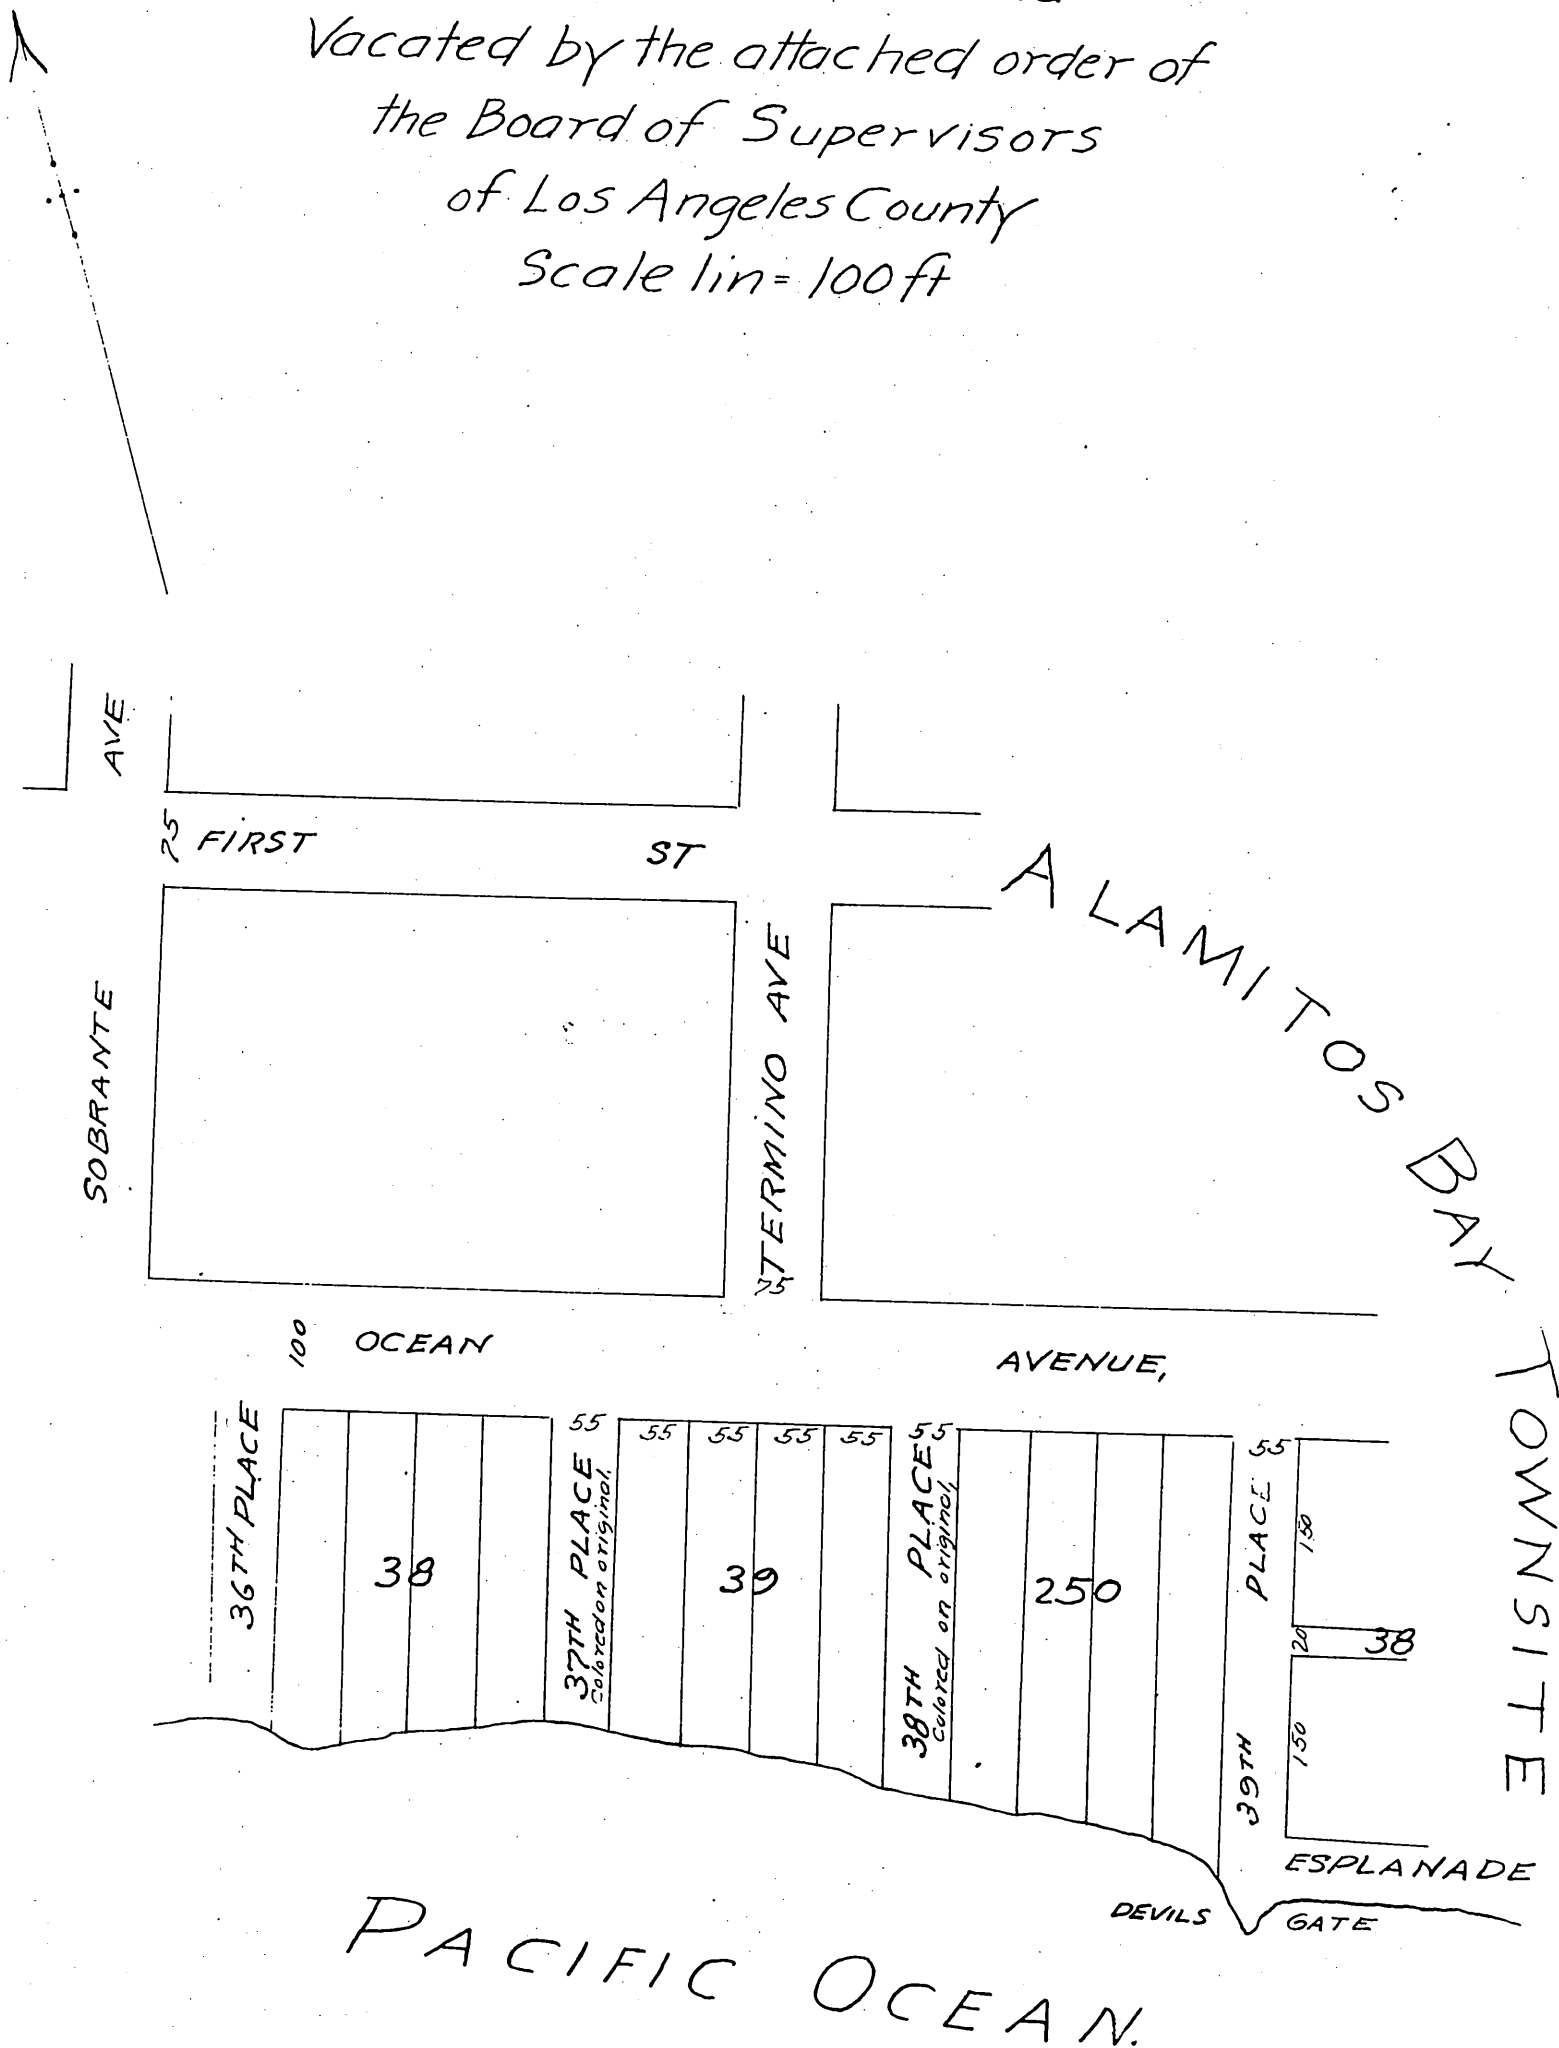 Vacated by the attached order of
the Board of Supervisors
of Los Angeles County
Scale 1in = 100ft
AVE
75
FIRST ST
SOBRANTE
TERMINO AVE
75
ALAMITOS BAY TOWNSITE
100
OCEAN AVENUE,
36TH PLACE
38
55
37TH PLACE
Colored on original.
55 55 55 55
39
55
38TH PLACE
Colored on original,
250
55
39TH PLACE
150
20
38
150
ESPLANADE
DEVILS GATE
PACIFIC OCEAN.